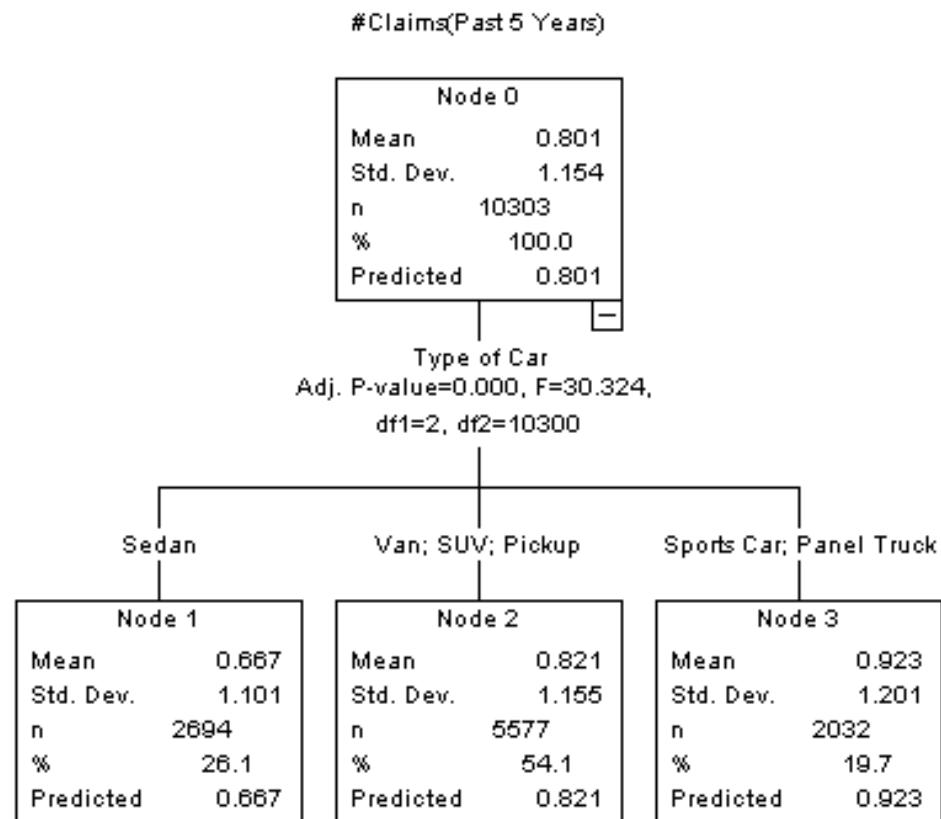 #Claims(Past 5 Years)
Node 0
Mean 0.801
Std. Dev. 1.154
n 10303
% 100.0
Predicted 0.801
Type of Car
Adj. P-value=0.000, F=30.324,
df1=2, df2=10300
Sedan
Van; SUV; Pickup
Sports Car; Panel Truck
Node 1
Mean 0.667
Std. Dev. 1.101
n 2694
% 26.1
Predicted 0.667
Node 2
Mean 0.821
Std. Dev. 1.155
n 5577
% 54.1
Predicted 0.821
Node 3
Mean 0.923
Std. Dev. 1.201
n 2032
% 19.7
Predicted 0.923